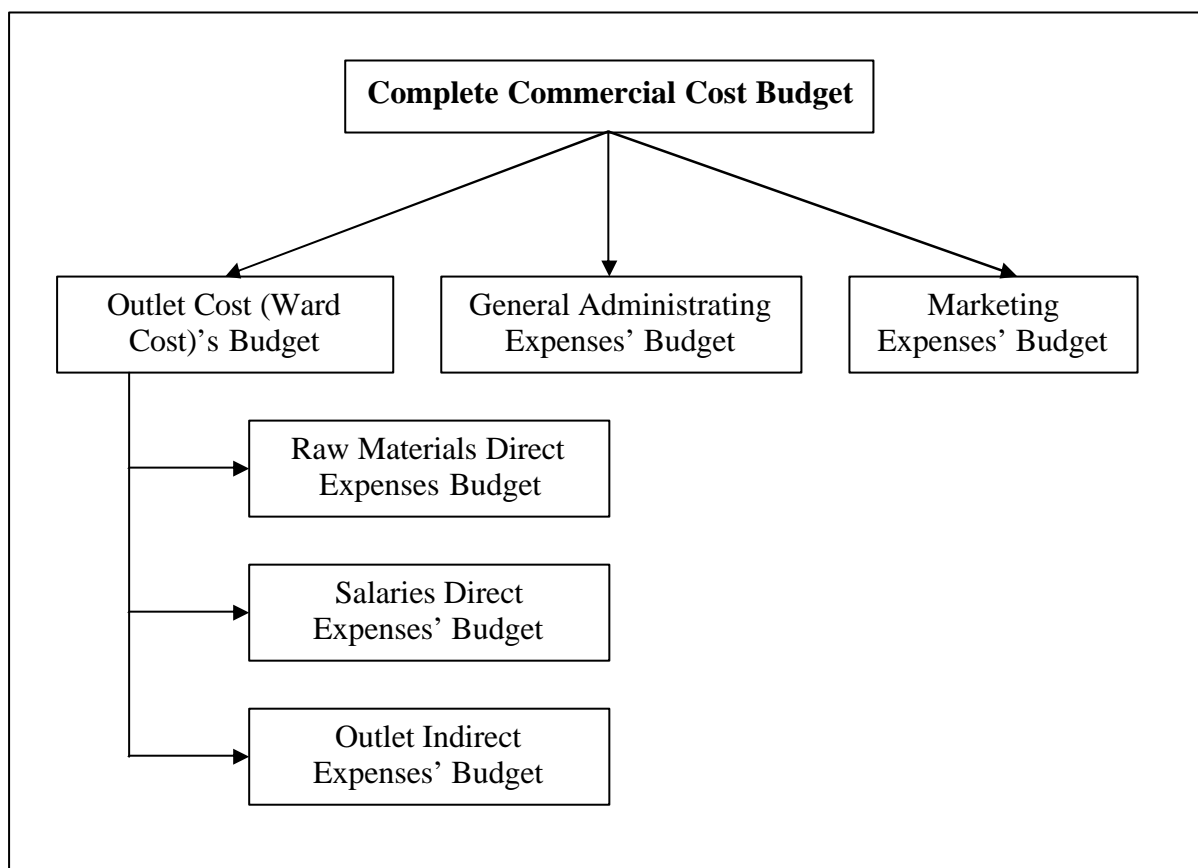 Complete Commercial Cost Budget
Outlet Cost (Ward
Cost)’s Budget
General Administrating
Expenses’ Budget
Marketing
Expenses’ Budget
Raw Materials Direct
Expenses Budget
Salaries Direct
Expenses’ Budget
Outlet Indirect
Expenses’ Budget